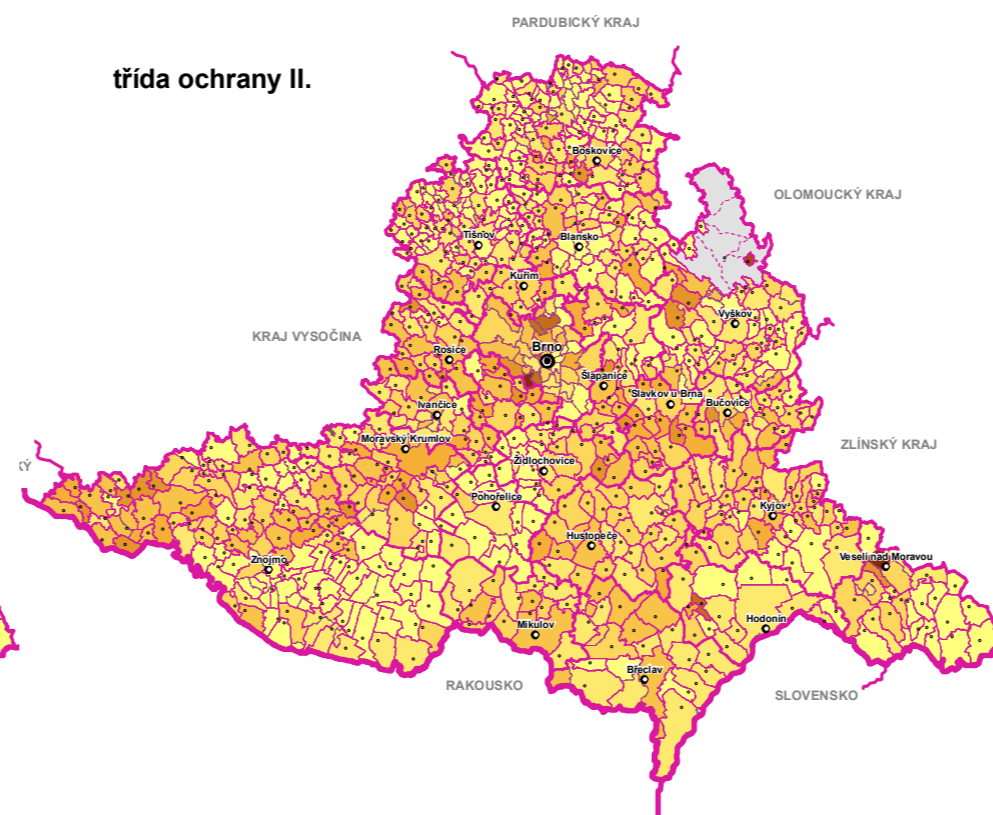 PARDUBICKÝ KRAJ
třída ochrany II.
Boskovice
OLOMOUCKÝ KRAJ
Tišnov
Blansko
Kuřim
Vyškov
KRAJ VYSOČINA
Brno
Rosice
Šlapanice
Slavkov u Brna
Bučovice
Ivančice
Moravský Krumlov
ZLÍNSKÝ KRAJ
Židlochovice
KÝ
Pohořelice
Kyjov
Hustopeče
Veselí nad Moravou
Znojmo
Mikulov
Hodonín
Břeclav
RAKOUSKO
SLOVENSKO